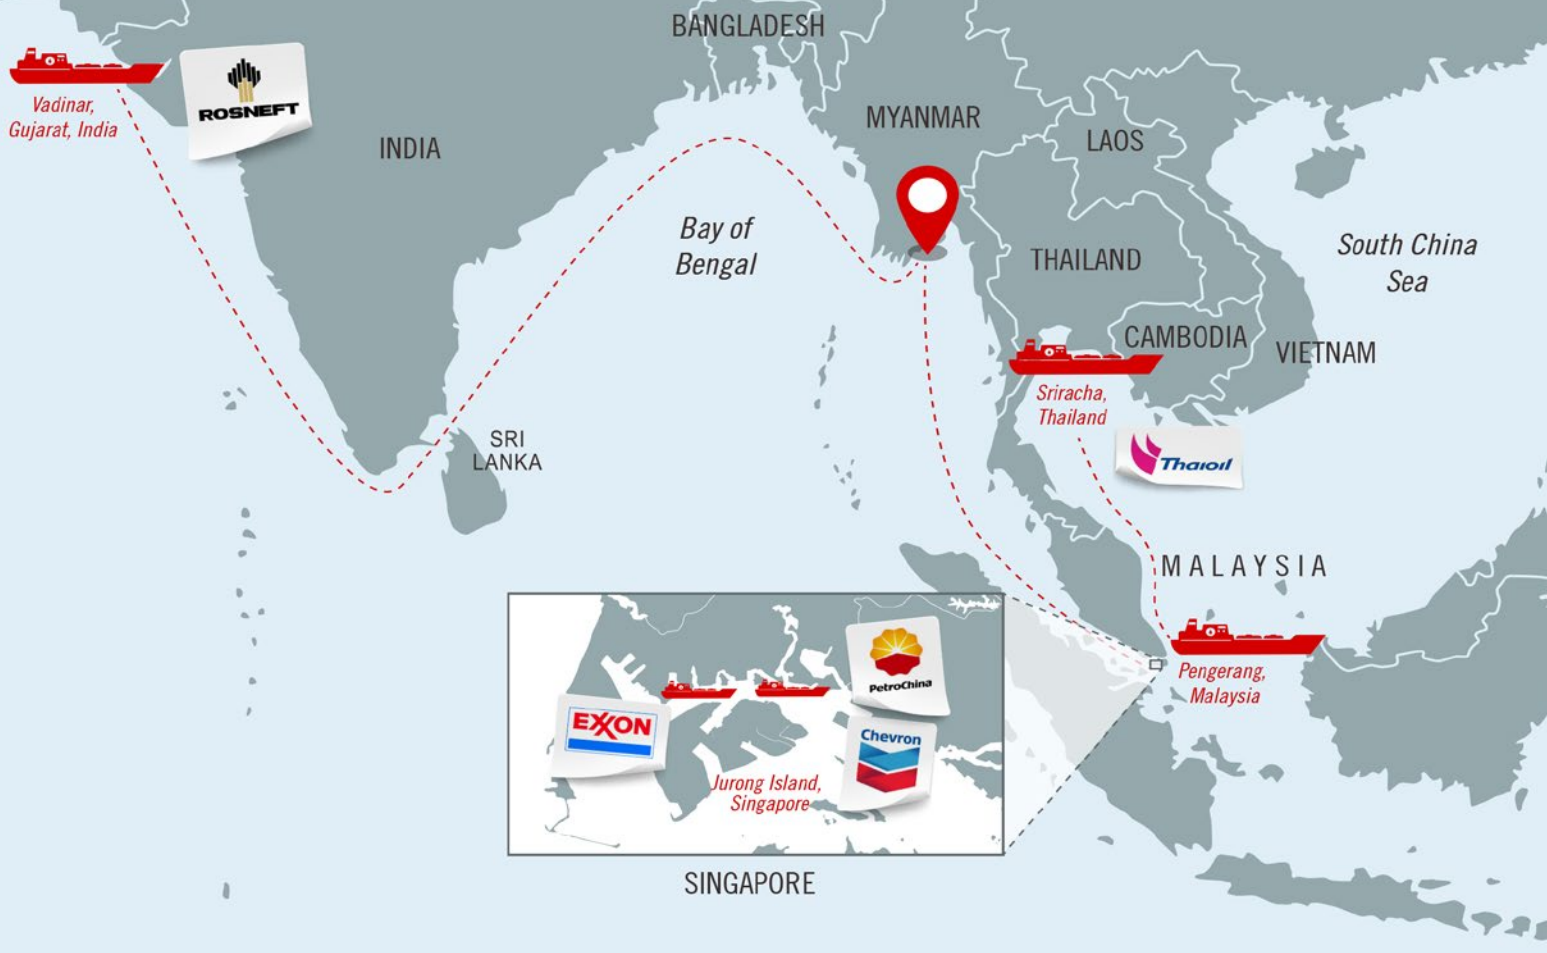 BANGLADESH
Vadinar,
Gujarat, India
ROSNEFT
INDIA
MYANMAR
LAOS
Bay of
Bengal
THAILAND
South China
Sea
CAMBODIA
VIETNAM
Sriracha,
Thailand
Thaioil
SRI
LANKA
MALAYSIA
Pengerang,
Malaysia
PetroChina
EXXON
Chevron
Jurong Island,
Singapore
SINGAPORE